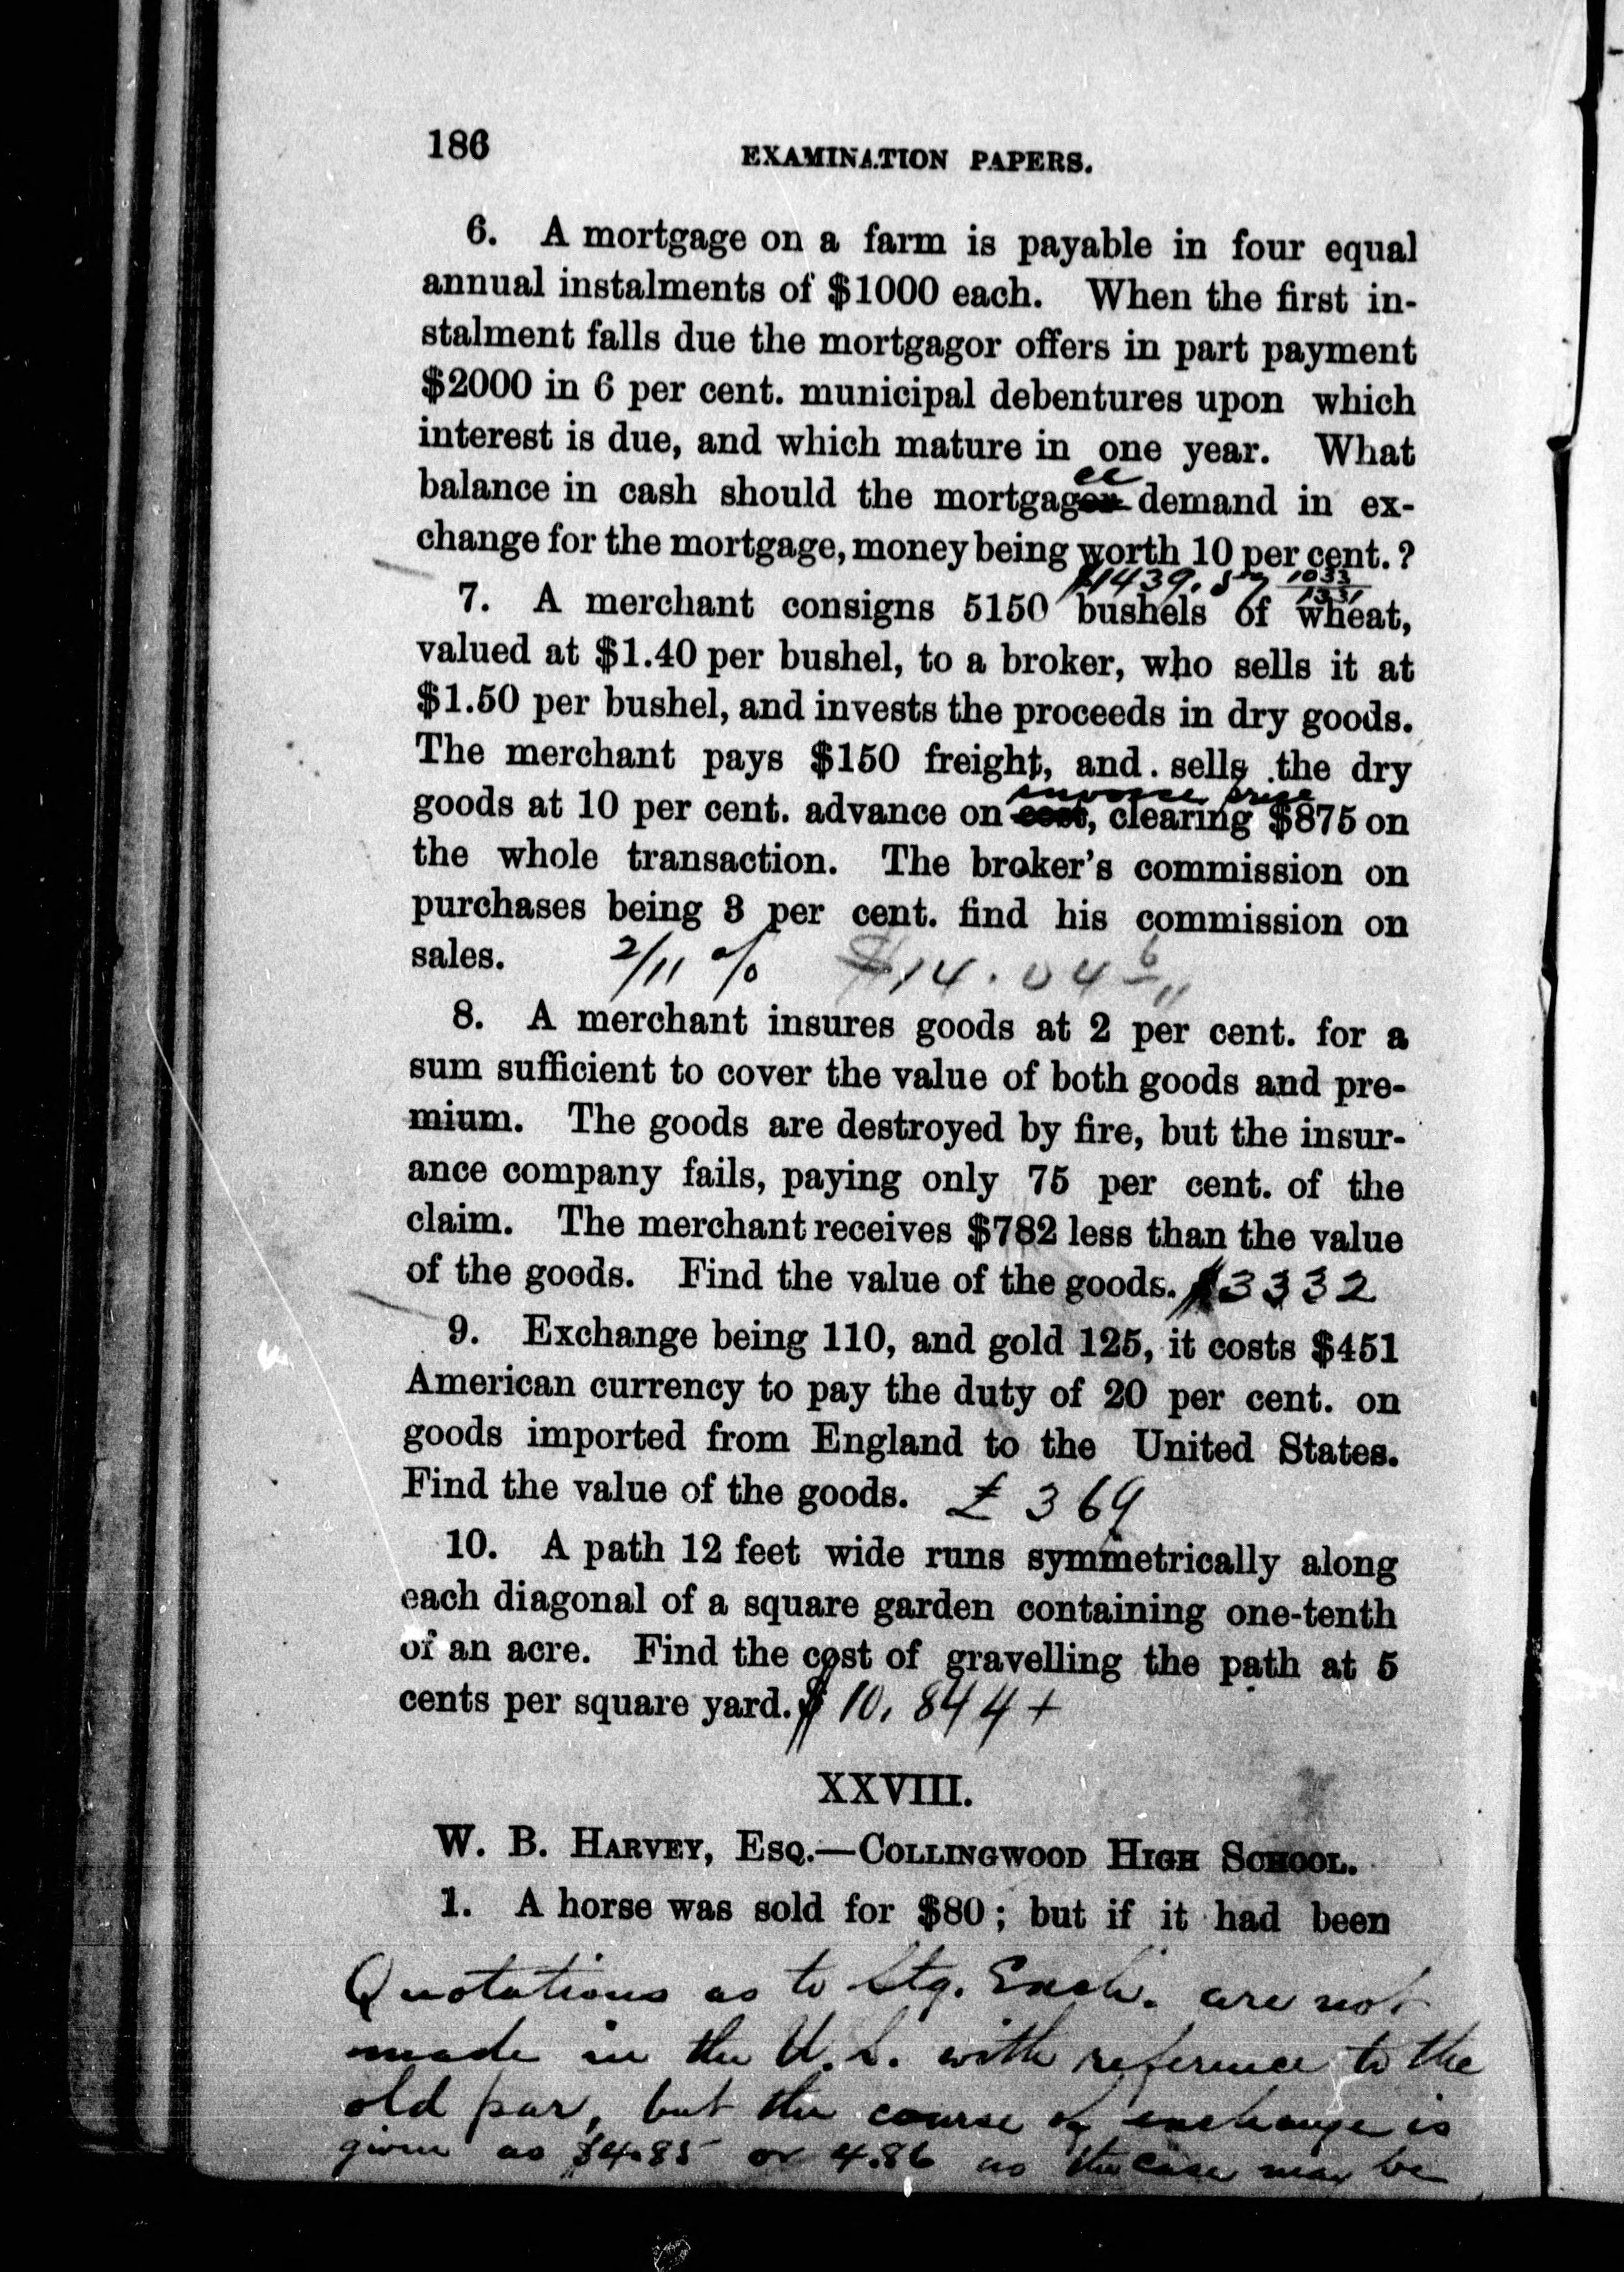 186
EXAMINATION PAPERS.
6. A mortgage on a farm is payable in four equal
annual instalments of $1000 each. When the first in-
stalment falls due the mortgagor offers in part payment
$2000 in 6 per cent. municipal debentures upon which
interest is due, and which mature in one year. What
ee
balance in cash should the mortgagor demand in ex-
change for the mortgage, money being worth 10 per cent.?
$1439.57 1033/1331
7. A merchant consigns 5150 bushels of wheat,
valued at $1.40 per bushel, to a broker, who sells it at
$1.50 per bushel, and invests the proceeds in dry goods.
The merchant pays $150 freight, and sells the dry
invoice price
goods at 10 per cent. advance on cost, clearing $875 on
the whole transaction. The broker's commission on
purchases being 3 per cent. find his commission on
sales. 2/11 % $14.04 6/11
8. A merchant insures goods at 2 per cent. for a
sum sufficient to cover the value of both goods and pre-
mium. The goods are destroyed by fire, but the insur-
ance company fails, paying only 75 per cent. of the
claim. The merchant receives $782 less than the value
of the goods. Find the value of the goods. $3332
9. Exchange being 110, and gold 125, it costs $451
American currency to pay the duty of 20 per cent. on
goods imported from England to the United States.
Find the value of the goods. £ 369
10. A path 12 feet wide runs symmetrically along
each diagonal of a square garden containing one-tenth
of an acre. Find the cost of gravelling the path at 5
cents per square yard. $10.844+
XXVIII.
W. B. HARVEY, ESQ.—COLLINGWOOD HIGH SCHOOL.
1. A horse was sold for $80; but if it had been
Quotations as to Stg. Exch. are not
made in the U.S. with reference to the
old par, but the course of exchange is
given as $4.85 or 4.86 as the case may be